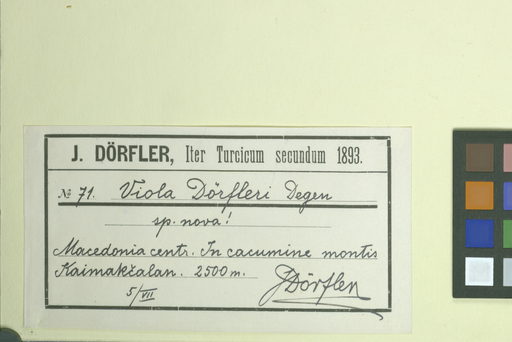 J. DÖRFLER, Iter Turcicum secundum 1893.
№ 71. Viola Dörfleri Degen
sp. nova!
Macedonia centr. In cacumine montis
Kaimakčalan. 2500 m.
5/VII
JDörfler